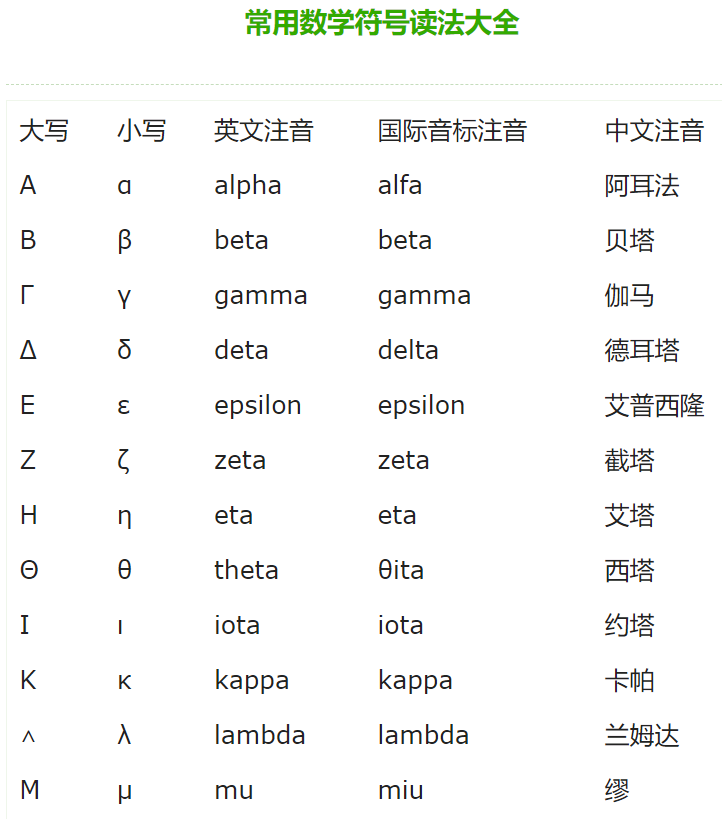 常用数学符号读法大全
大写 小写 英文注音 国际音标注音 中文注音
Α α alpha alfa 阿耳法
Β β beta beta 贝塔
Γ γ gamma gamma 伽马
Δ δ deta delta 德耳塔
Ε ε epsilon epsilon 艾普西隆
Ζ ζ zeta zeta 截塔
Η η eta eta 艾塔
Θ θ theta θita 西塔
Ι ι iota iota 约塔
Κ κ kappa kappa 卡帕
∧ λ lambda lambda 兰姆达
Μ μ mu miu 缪